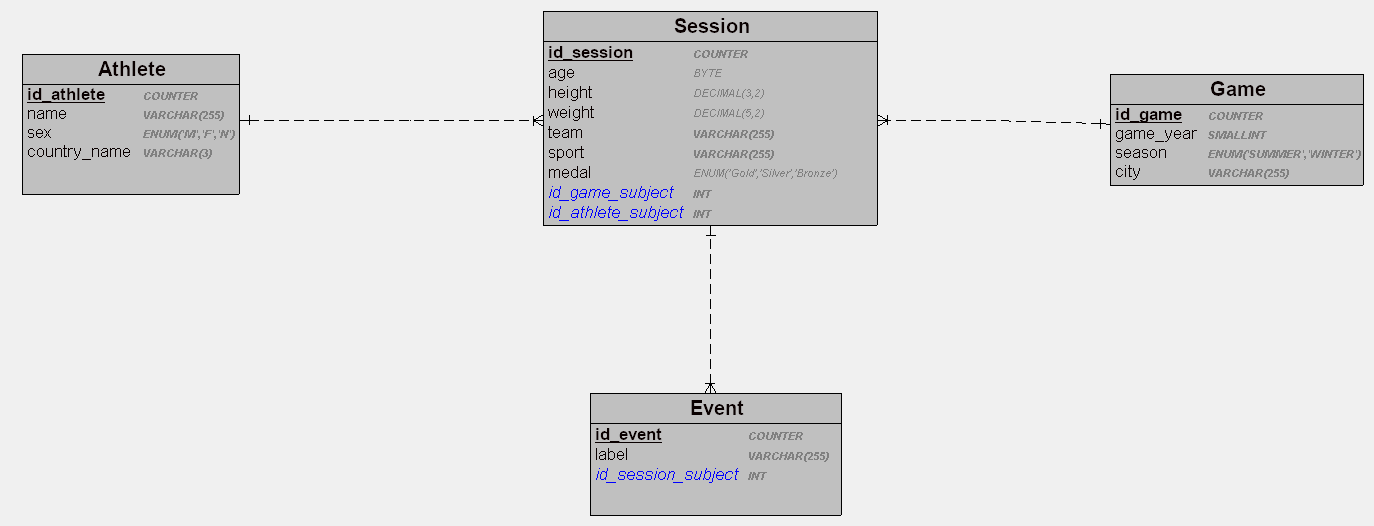 Athlete
id_athlete COUNTER
name VARCHAR(255)
sex ENUM('M','F','N')
country_name VARCHAR(3)
Session
id_session COUNTER
age BYTE
height DECIMAL(3,2)
weight DECIMAL(5,2)
team VARCHAR(255)
sport VARCHAR(255)
medal ENUM('Gold','Silver','Bronze')
id_game_subject INT
id_athlete_subject INT
Game
id_game COUNTER
game_year SMALLINT
season ENUM('SUMMER','WINTER')
city VARCHAR(255)
Event
id_event COUNTER
label VARCHAR(255)
id_session_subject INT